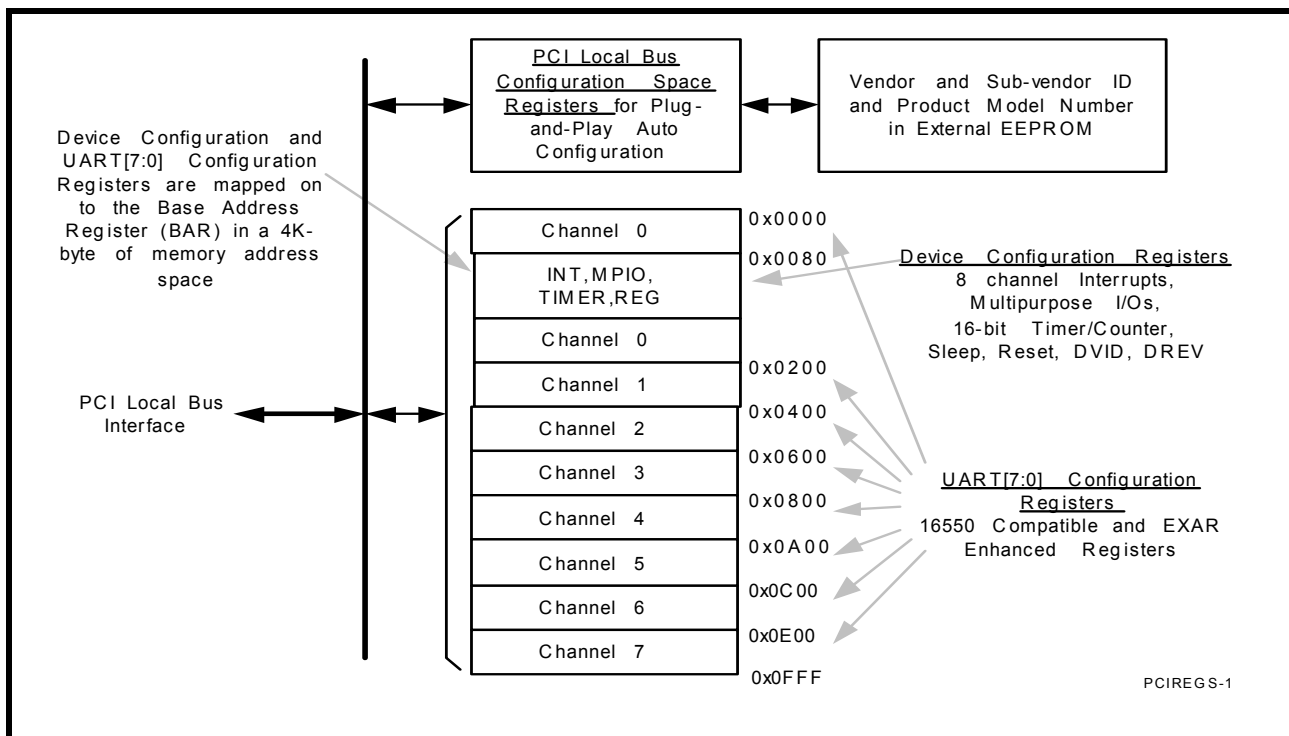 PCI Local Bus
Configuration Space
Registers for Plug-
and-Play Auto
Configuration
Vendor and Sub-vendor ID
and Product Model Number
in External EEPROM
Device Configuration and
UART[7:0] Configuration
Registers are mapped on
to the Base Address
Register (BAR) in a 4K-
byte of memory address
space
Channel 0
0x0000
INT, MPIO,
TIMER, REG
0x0080
Channel 0
Channel 1
0x0200
Channel 2
0x0400
Channel 3
0x0600
Channel 4
0x0800
Channel 5
0x0A00
Channel 6
0x0C00
Channel 7
0x0E00
0x0FFF
Device Configuration Registers
8 channel Interrupts,
Multipurpose I/Os,
16-bit Timer/Counter,
Sleep, Reset, DVID, DREV
PCI Local Bus
Interface
UART[7:0] Configuration
Registers
16550 Compatible and EXAR
Enhanced Registers
PCIREGS-1